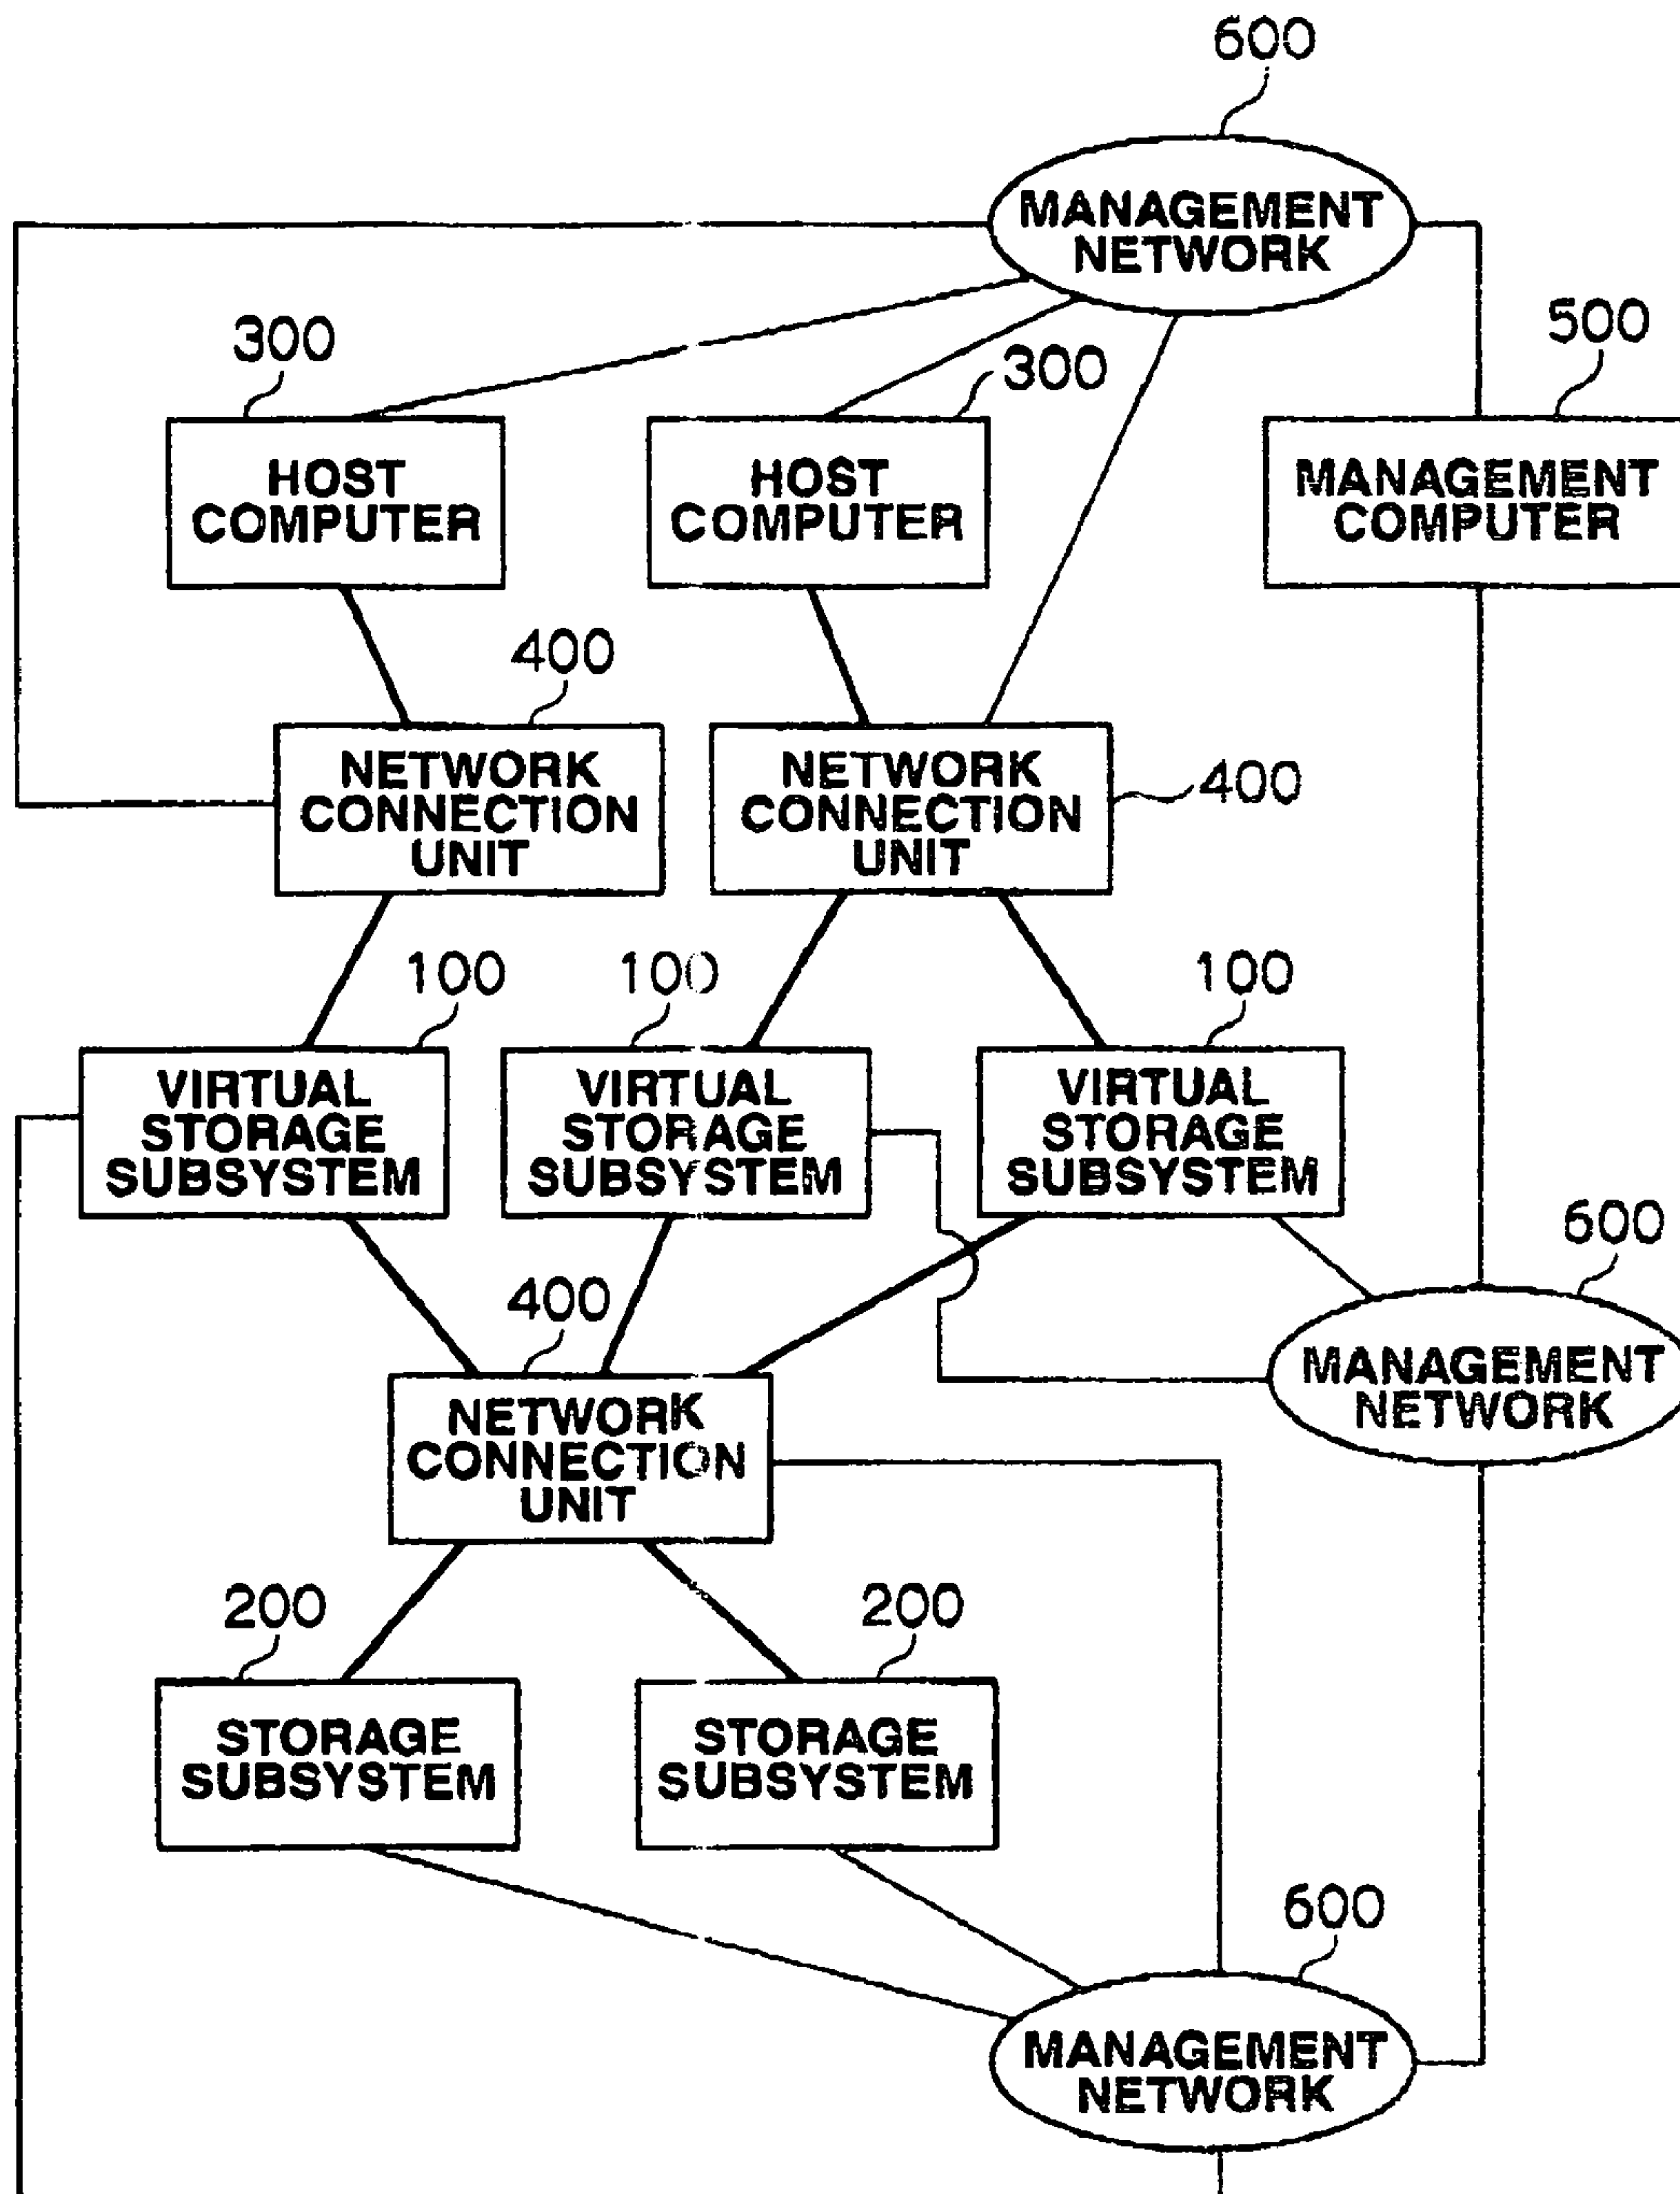 600
MANAGEMENT
NETWORK
300
300
500
HOST
COMPUTER
HOST
COMPUTER
MANAGEMENT
COMPUTER
400
NETWORK
CONNECTION
UNIT
NETWORK
CONNECTION
UNIT
400
100
100
100
VIRTUAL
STORAGE
SUBSYSTEM
VIRTUAL
STORAGE
SUBSYSTEM
VIRTUAL
STORAGE
SUBSYSTEM
600
400
MANAGEMENT
NETWORK
NETWORK
CONNECTION
UNIT
200
200
STORAGE
SUBSYSTEM
STORAGE
SUBSYSTEM
600
MANAGEMENT
NETWORK